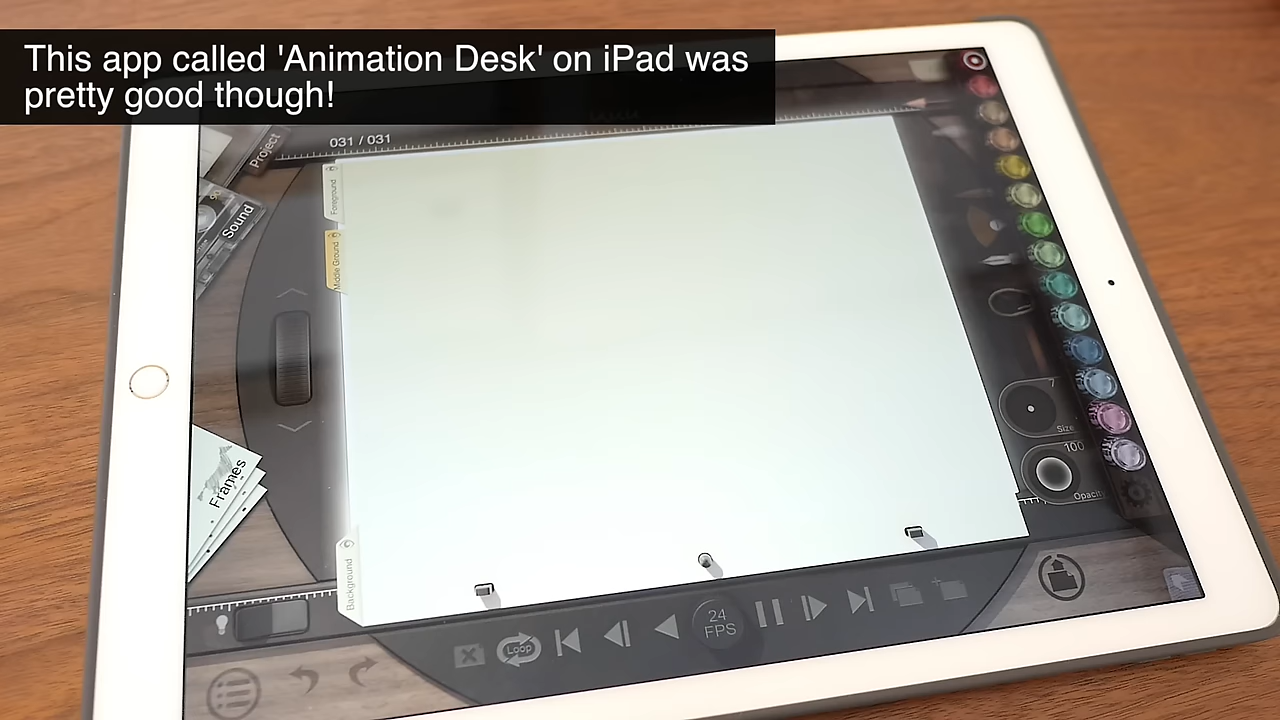 This app called 'Animation Desk' on iPad was
pretty good though!
031 / 031
Project
Sound
Foreground
Middle Ground
Frames
Background
7
Size
100
Opacity
Loop
24
FPS